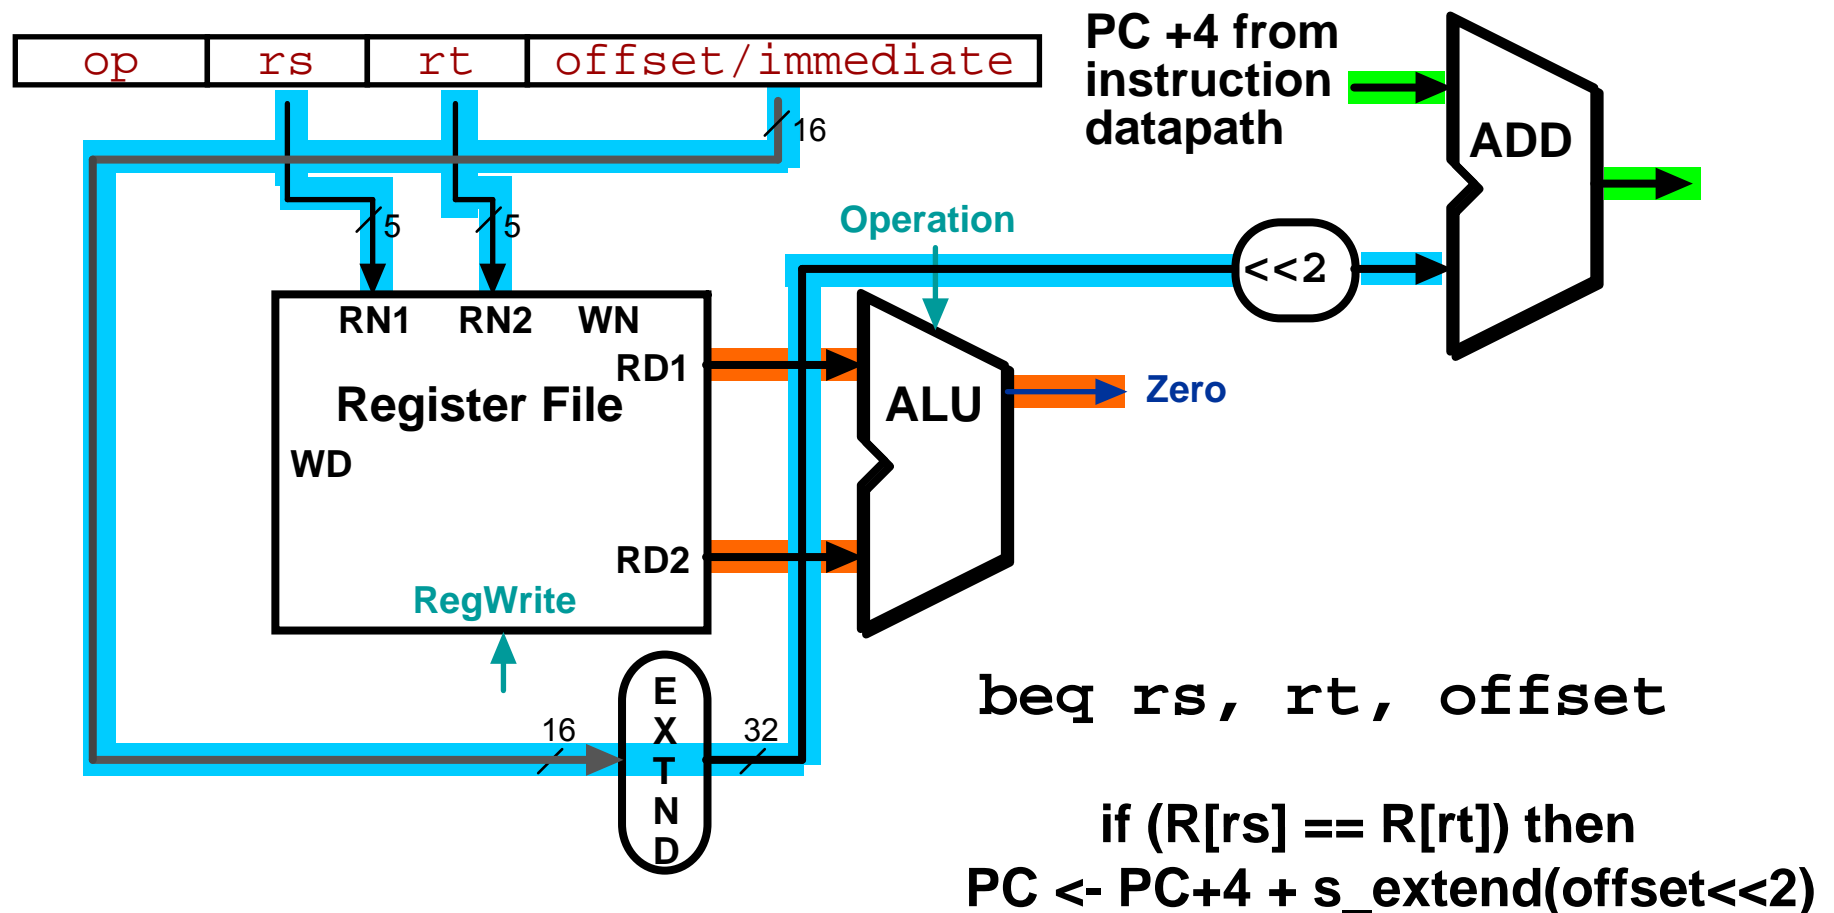 op rs rt offset/immediate
PC +4 from
instruction
datapath
ADD
16
5 5
Operation
<<2
RN1 RN2 WN
RD1
Register File
ALU
Zero
WD
RD2
RegWrite
16
EXTND
32
beq rs, rt, offset
if (R[rs] == R[rt]) then
PC <- PC+4 + s_extend(offset<<2)